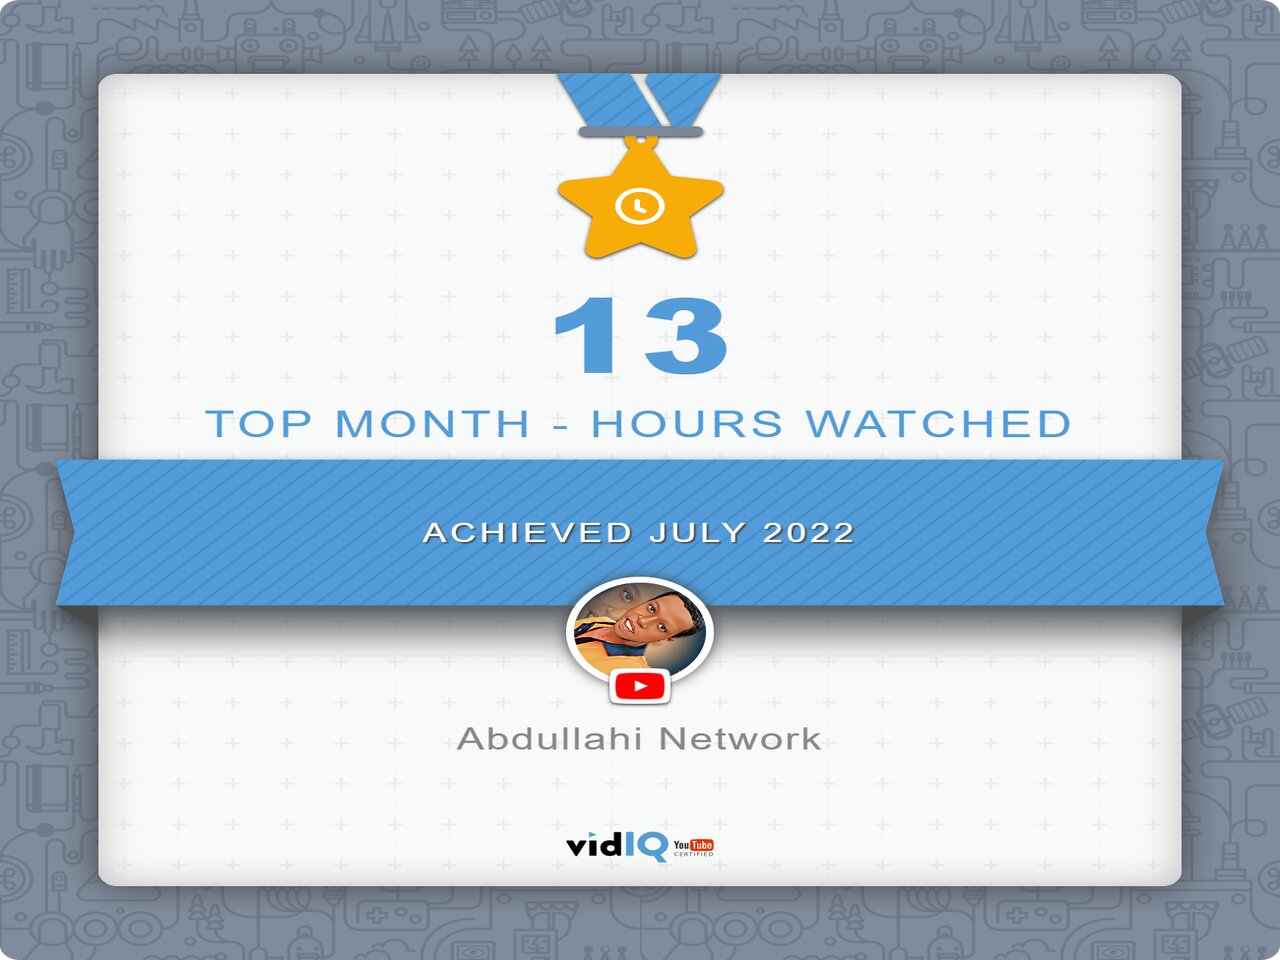 13
TOP MONTH - HOURS WATCHED
ACHIEVED JULY 2022
Abdullahi Network
vidIQ YouTube
CERTIFIED